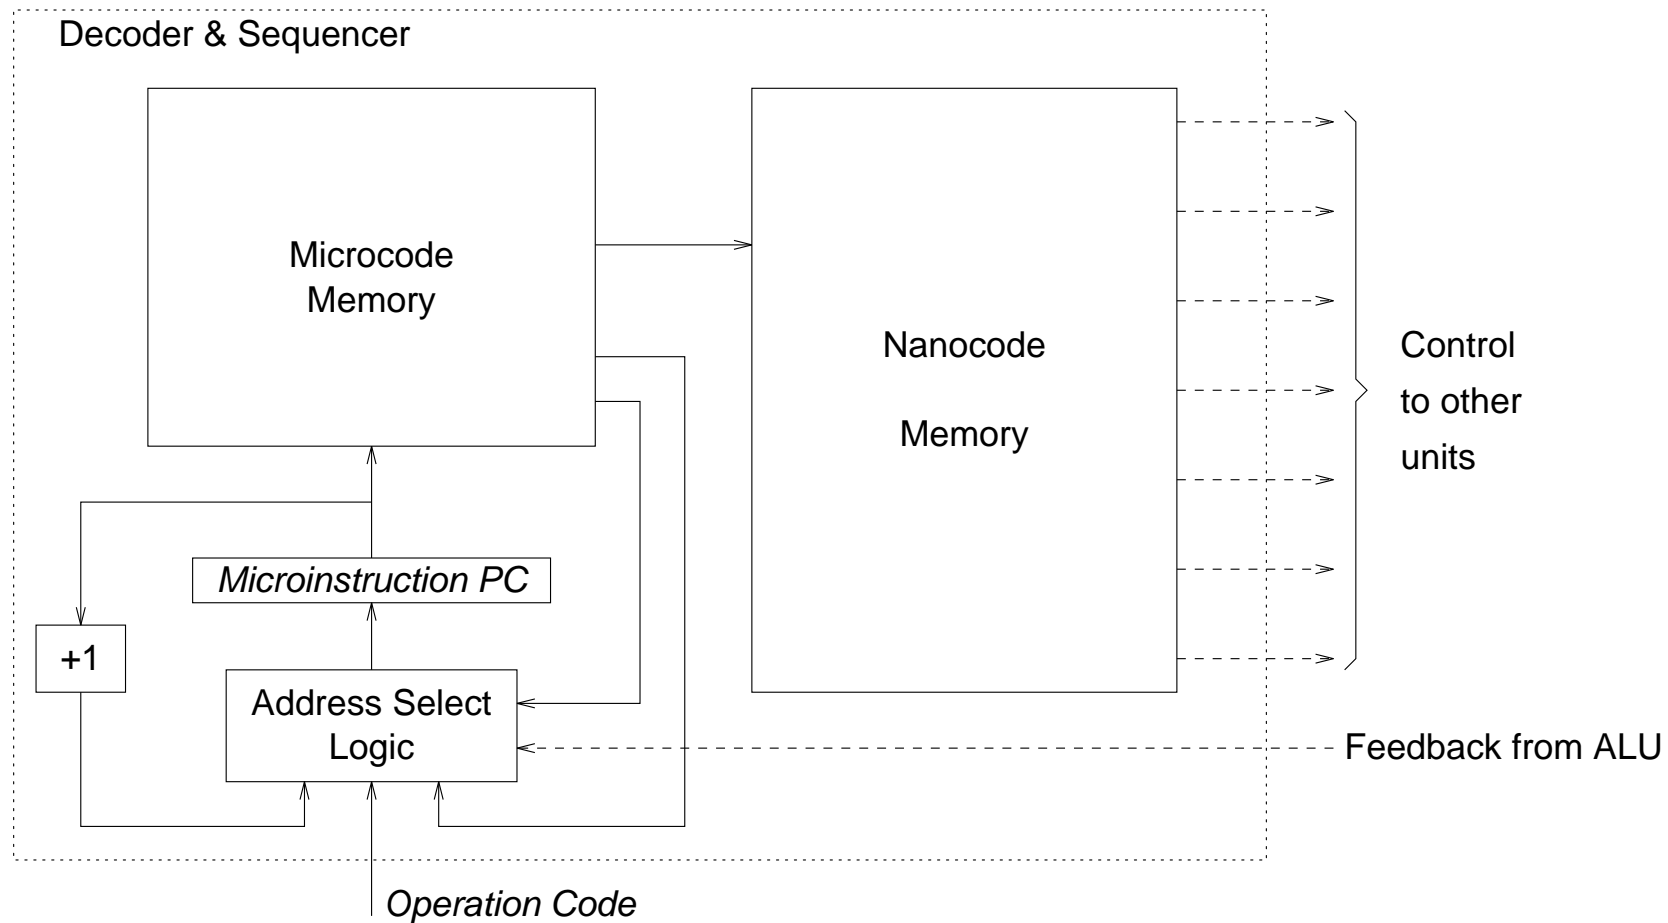 Decoder & Sequencer
Microcode
Memory
Nanocode
Memory
Control
to other
units
Microinstruction PC
+1
Address Select
Logic
Feedback from ALU
Operation Code